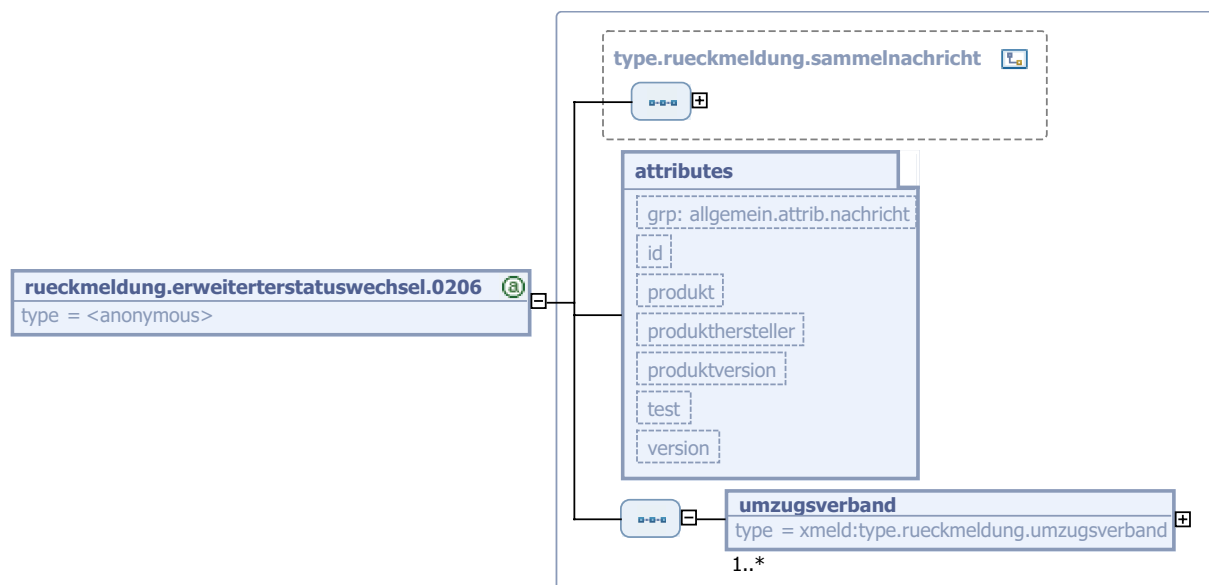 type.rueckmeldung.sammelnachricht
attributes
grp: allgemein.attrib.nachricht
id
produkt
rueckmeldung.erweiterterstatuswechsel.0206 @
type = <anonymous>
produkthersteller
produktversion
test
version
umzugsverband
type = xmeld:type.rueckmeldung.umzugsverband
1..*